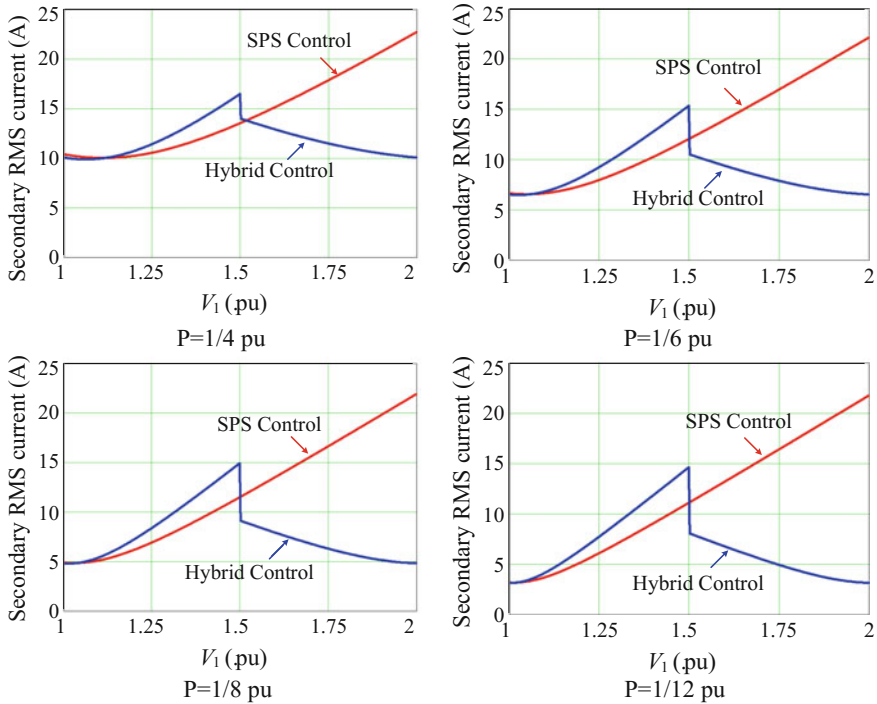 Secondary RMS current (A)
25
20
15
10
5
0
SPS Control
Hybrid Control
1
1.25
1.5
1.75
2
V1 (.pu)
P=1/4 pu
Secondary RMS current (A)
25
20
15
10
5
0
SPS Control
Hybrid Control
1
1.25
1.5
1.75
2
V1 (.pu)
P=1/6 pu
Secondary RMS current (A)
25
20
15
10
5
0
SPS Control
Hybrid Control
1
1.25
1.5
1.75
2
V1 (.pu)
P=1/8 pu
Secondary RMS current (A)
25
20
15
10
5
0
SPS Control
Hybrid Control
1
1.25
1.5
1.75
2
V1 (.pu)
P=1/12 pu